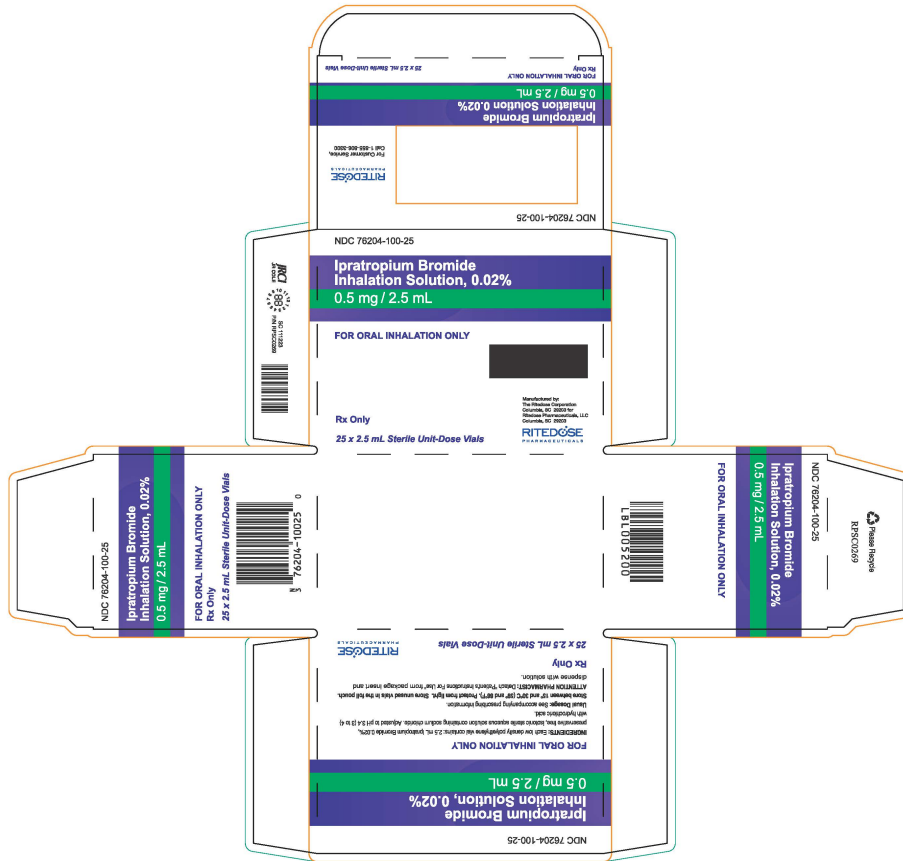 25 x 2.5 mL Sterile Unit-Dose Vials
Rx Only
FOR ORAL INHALATION ONLY
0.5 mg / 2.5 mL
Inhalation Solution 0.02%
Ipratropium Bromide
Call 1-855-806-3300
For Customer Service,
RITEDOSE
PHARMACEUTICALS
NDC 76204-100-25
NDC 76204-100-25
Ipratropium Bromide
Inhalation Solution, 0.02%
0.5 mg / 2.5 mL
FOR ORAL INHALATION ONLY
Manufactured by:
The Ritedose Corporation
Columbia, SC 29203 for
Ritedose Pharmaceuticals, LLC
Columbia, SC 29203
Rx Only
25 x 2.5 mL Sterile Unit-Dose Vials
RITEDOSE
PHARMACEUTICALS
SC 111323
P/N RPSC0269
NDC 76204-100-25
Ipratropium Bromide
Inhalation Solution, 0.02%
0.5 mg / 2.5 mL
FOR ORAL INHALATION ONLY
Rx Only
25 x 2.5 mL Sterile Unit-Dose Vials
3 76204-10025 0
LBL005200
FOR ORAL INHALATION ONLY
0.5 mg / 2.5 mL
Ipratropium Bromide
Inhalation Solution, 0.02%
NDC 76204-100-25
Please Recycle
RPSC0269
NDC 76204-100-25
Ipratropium Bromide
Inhalation Solution, 0.02%
0.5 mg / 2.5 mL
FOR ORAL INHALATION ONLY
INGREDIENTS: Each low density polyethylene vial contains: 2.5 mL Ipratropium Bromide 0.02%,
preservative free, isotonic sterile aqueous solution containing sodium chloride. Adjusted to pH 3.4 (3 to 4)
with hydrochloric acid.
Usual Dosage: See accompanying prescribing information.
Store between 15° and 30°C (59° and 86°F). Protect from light. Store unused vials in the foil pouch.
ATTENTION PHARMACIST: Detach "Patient's Instructions For Use" from package insert and
dispense with solution.
Rx Only
25 x 2.5 mL Sterile Unit-Dose Vials
RITEDOSE
PHARMACEUTICALS